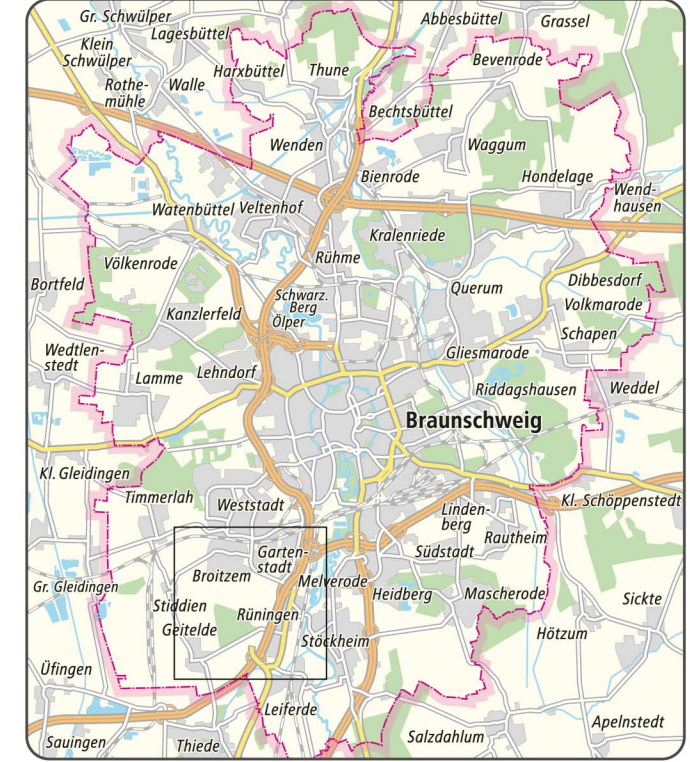 Gr. Schwülper
Abbesbüttel
Grassel
Lagesbüttel
Klein
Schwülper
Bevenrode
Harxbüttel
Thune
Rothe-
mühle
Walle
Bechtsbüttel
Wenden
Waggum
Bienrode
Hondelage
Wend-
hausen
Watenbüttel
Veltenhof
Kralenriede
Rühme
Völkenrode
Bortfeld
Querum
Dibbesdorf
Volkmarode
Schwarz.
Berg
Ölper
Kanzlerfeld
Schapen
Wedtlen-
stedt
Gliesmarode
Lehndorf
Lamme
Riddagshausen
Weddel
Braunschweig
Kl. Gleidingen
Timmerlah
Kl. Schöppenstedt
Weststadt
Linden-
berg
Rautheim
Garten-
stadt
Südstadt
Broitzem
Melverode
Gr. Gleidingen
Heidberg
Mascherode
Stiddien
Sickte
Rüningen
Geitelde
Stöckheim
Hötzum
Üfingen
Leiferde
Apelnstedt
Salzdahlum
Sauingen
Thiede